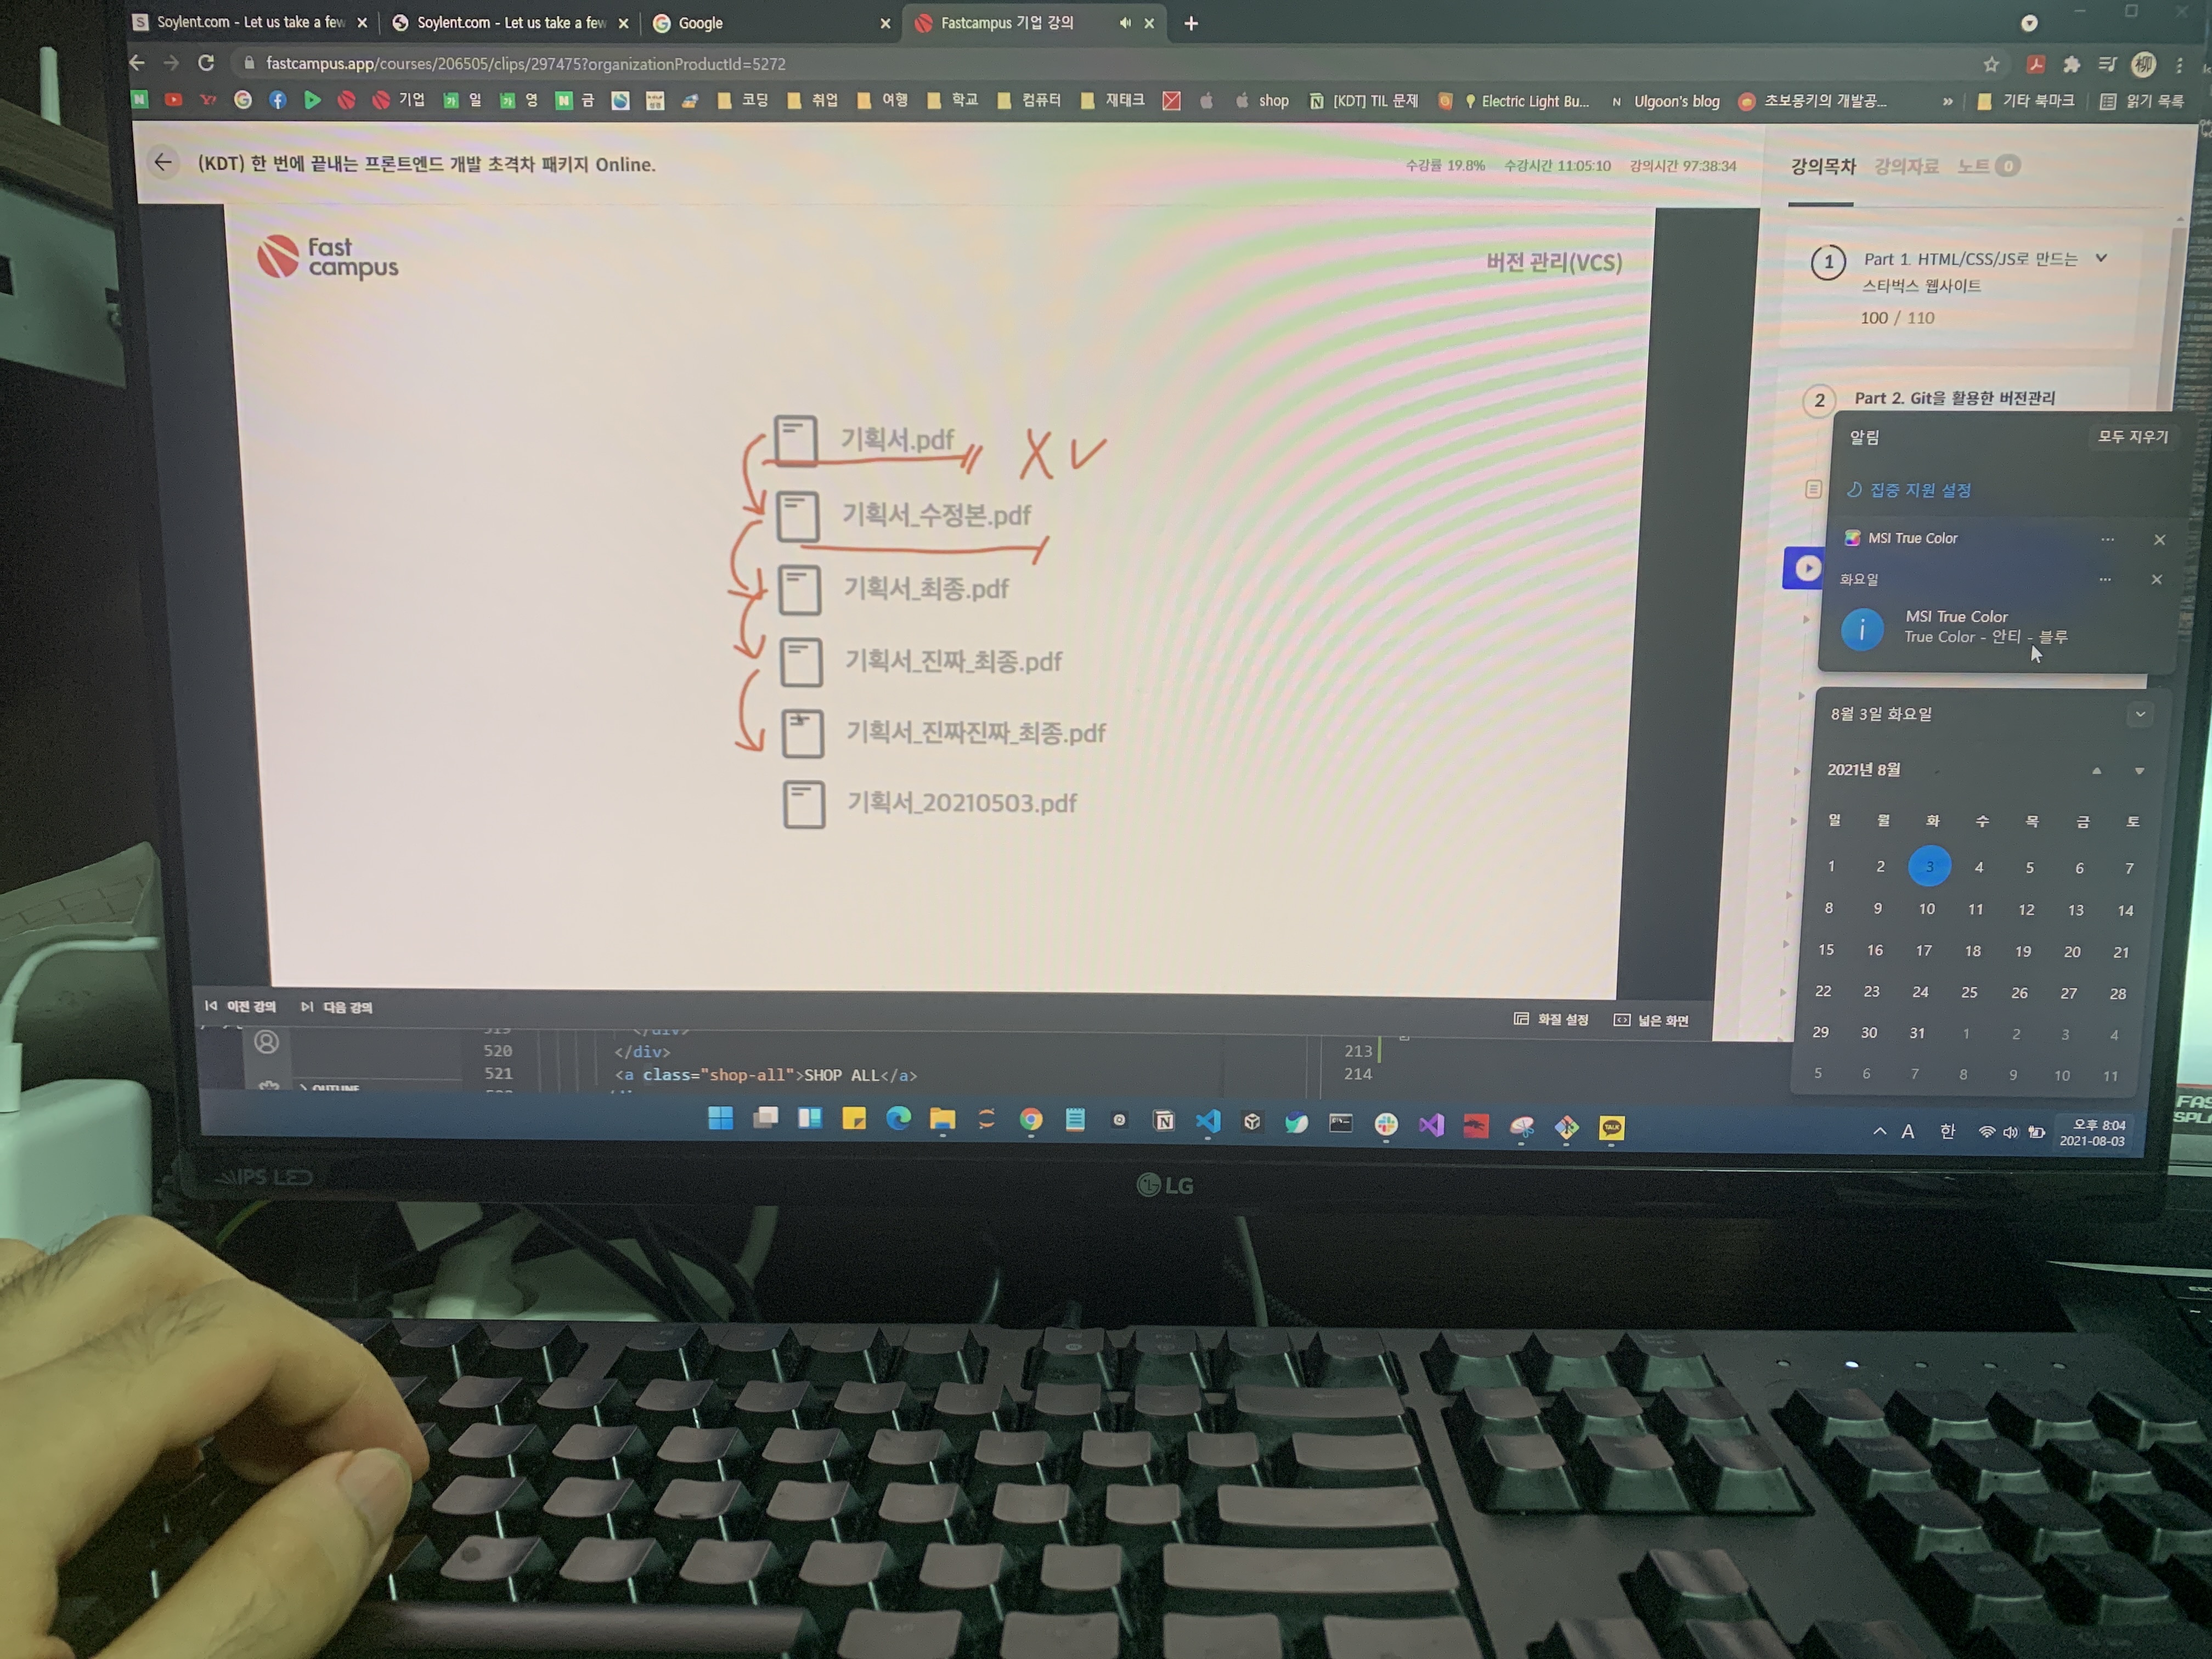 Soylent.com - Let us take a few
Soylent.com - Let us take a few
Google
Fastcampus 기업 강의
fastcampus.app/courses/206505/clips/297475?organizationProductId=5272
기업
일
영
금
코딩
취업
여행
학교
컴퓨터
재테크
shop
[KDT] TIL 문제
Electric Light Bu...
Ulgoon's blog
초보몽키의 개발공...
»
기타 북마크
읽기 목록
(KDT) 한 번에 끝내는 프론트엔드 개발 초격차 패키지 Online.
수강률 19.8% 수강시간 11:05:10 강의시간 97:38:34
강의목차 강의자료 노트 0
Fast
campus
버전 관리(VCS)
1 Part 1. HTML/CSS/JS로 만드는
스타벅스 웹사이트
100 / 110
2 Part 2. Git을 활용한 버전관리
기획서.pdf X V
기획서_수정본.pdf
기획서_최종.pdf
기획서_진짜_최종.pdf
기획서_진짜진짜_최종.pdf
기획서_20210503.pdf
알림 모두 지우기
집중 지원 설정
MSI True Color
화요일
MSI True Color
True Color - 안티 - 블루
8월 3일 화요일
2021년 8월
일 월 화 수 목 금 토
1 2 3 4 5 6 7
8 9 10 11 12 13 14
15 16 17 18 19 20 21
22 23 24 25 26 27 28
29 30 31 1 2 3 4
5 6 7 8 9 10 11
이전 강의 다음 강의
화질 설정 넓은 화면
519 </div>
520 </div>
521 <a class="shop-all">SHOP ALL</a>
213
214
OUTLINE
TALK
A 한
오후 8:04
2021-08-03
IPS LED
LG